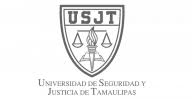 USJT
UNIVERSIDAD DE SEGURIDAD Y
JUSTICIA DE TAMAULIPAS